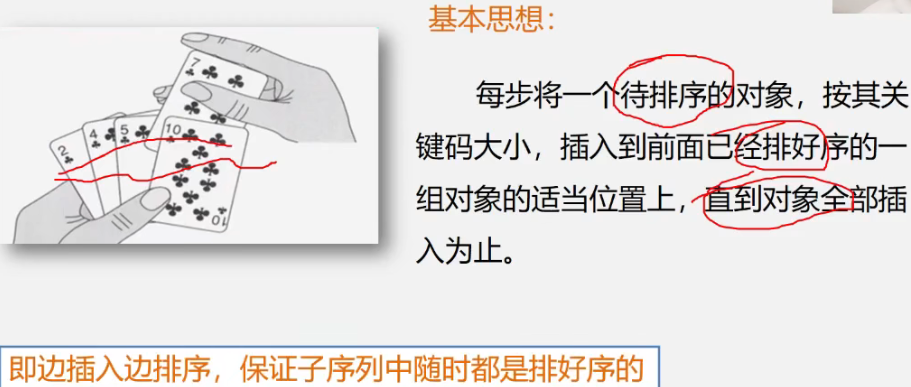 基本思想：
每步将一个待排序的对象，按其关
键码大小，插入到前面已经排好序的一
组对象的适当位置上，直到对象全部插
入为止。
2
4
5
10
7
10
即边插入边排序，保证子序列中随时都是排好序的